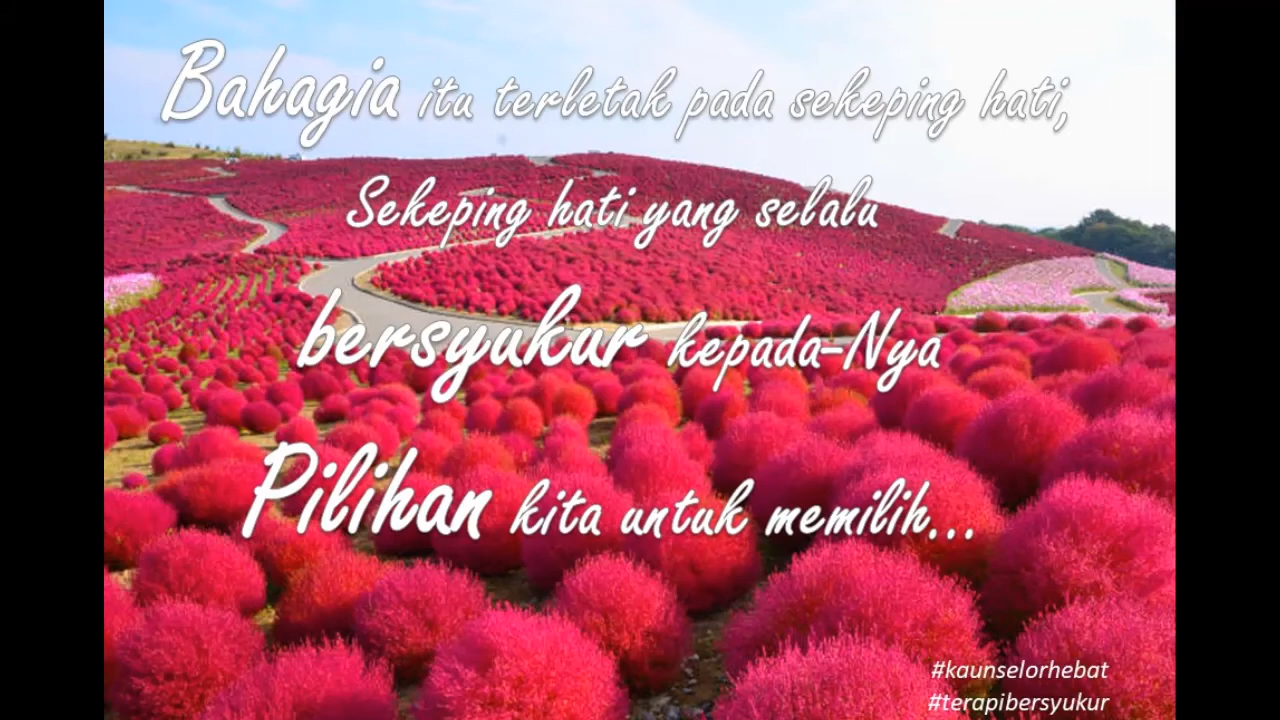 Bahagia itu terletak pada sekeping hati,
Sekeping hati yang selalu
bersyukur kepada-Nya
Pilihan kita untuk memilih...
#kaunselorhebat
#terapibersyukur